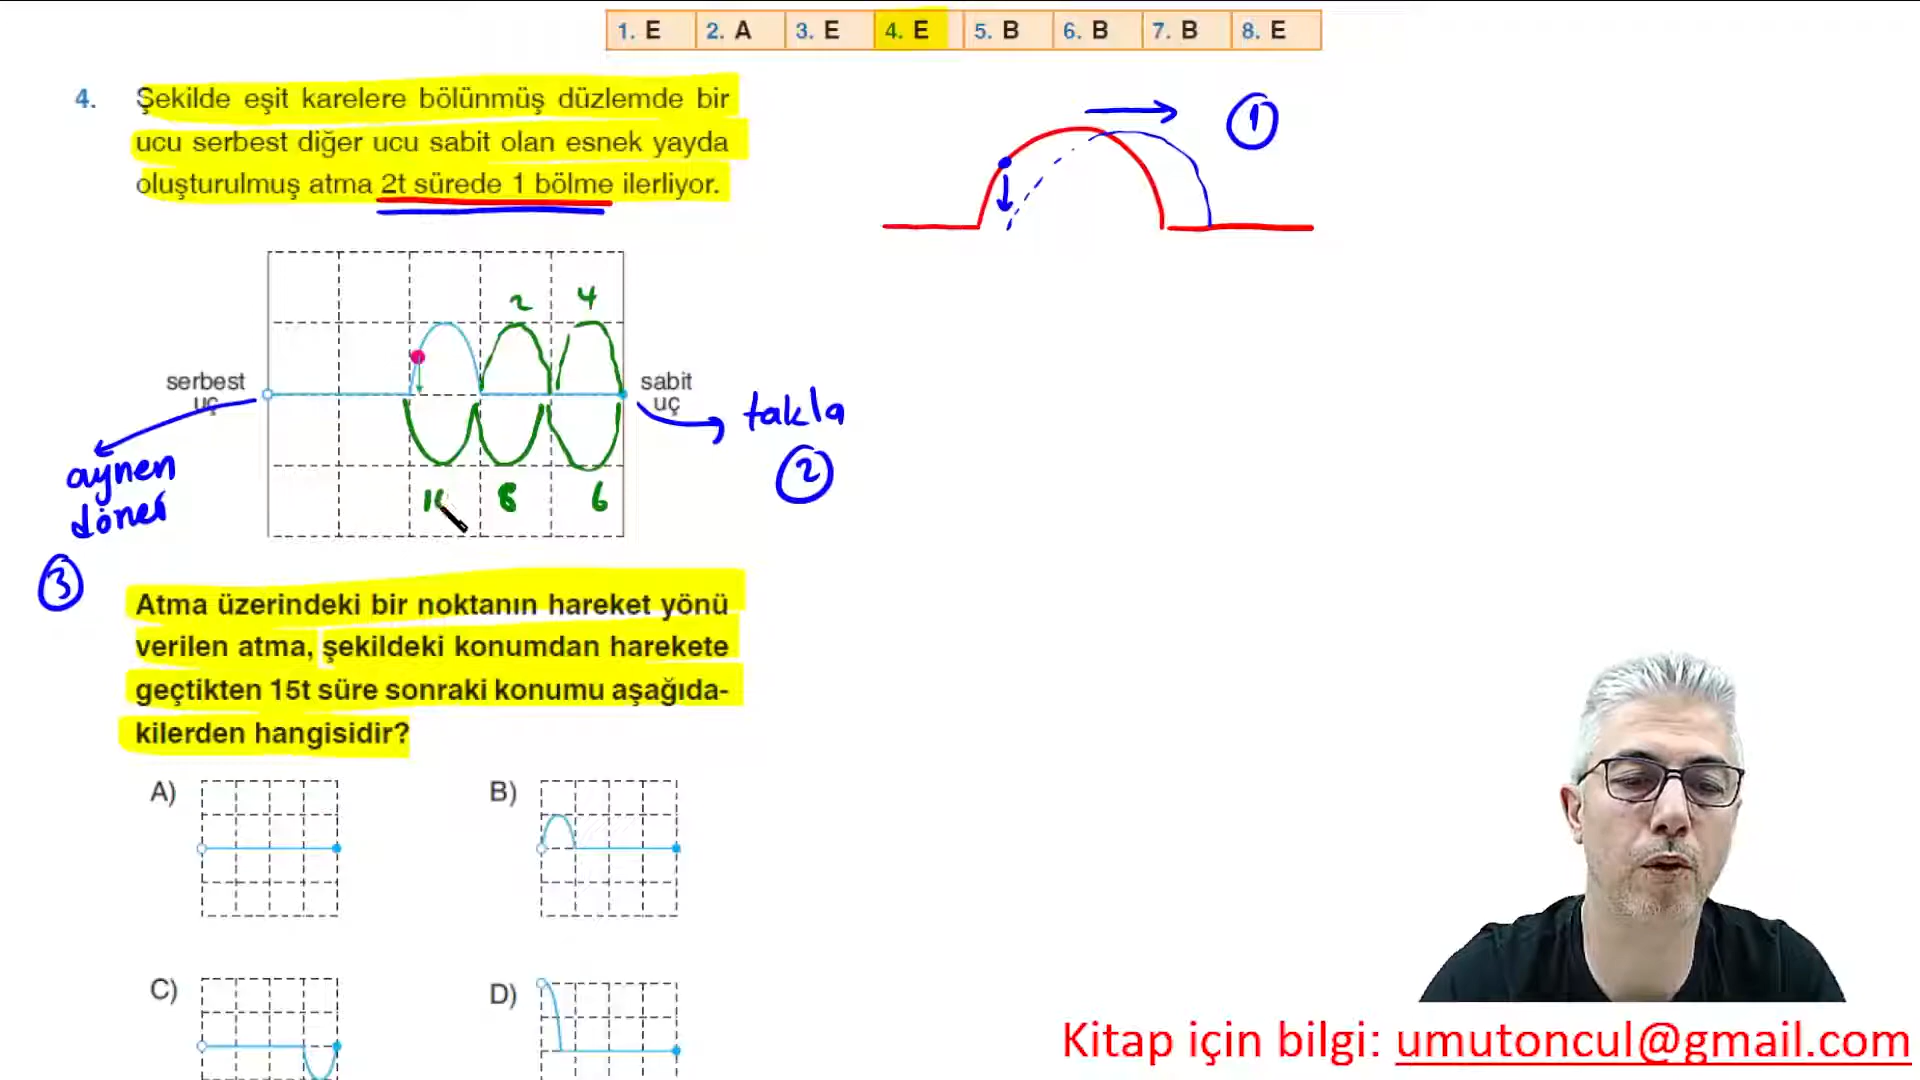 1. E 2. A 3. E 4. E 5. B 6. B 7. B 8. E
4. Şekilde eşit karelere bölünmüş düzlemde bir
ucu serbest diğer ucu sabit olan esnek yayda
oluşturulmuş atma 2t sürede 1 bölme ilerliyor.
1
2 4
serbest
uç
sabit
uç
takla
2
aynen
döner
3
8 6
Atma üzerindeki bir noktanın hareket yönü
verilen atma, şekildeki konumdan harekete
geçtikten 15t süre sonraki konumu aşağıda-
kilerden hangisidir?
A) B)
C) D)
Kitap için bilgi: umutoncul@gmail.com